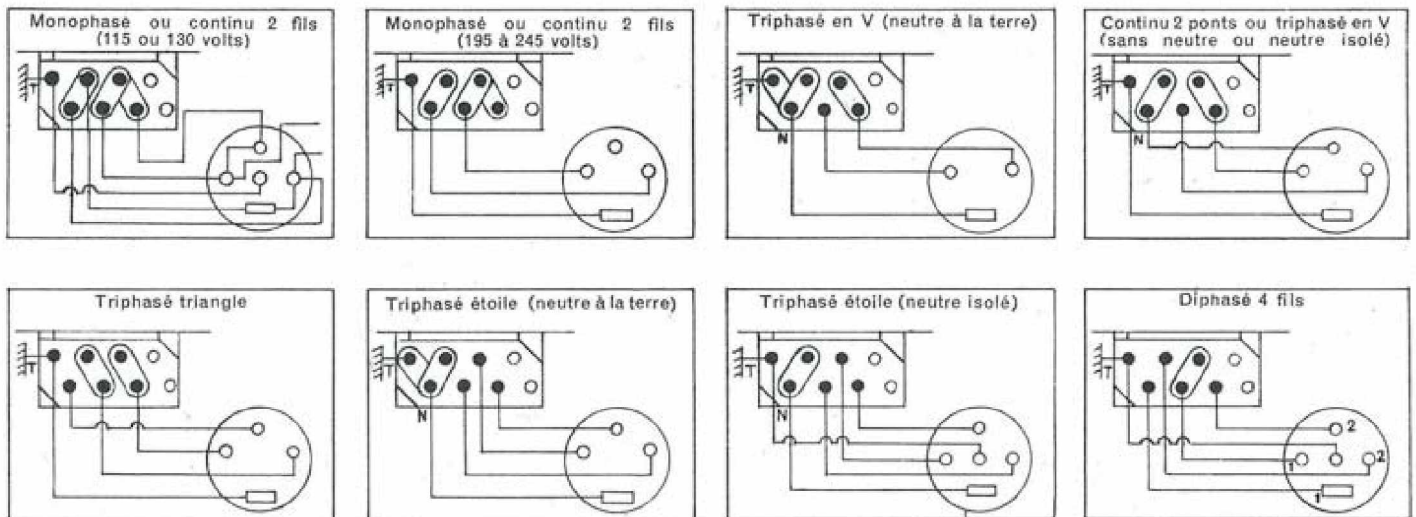 Monophasé ou continu 2 fils
(115 ou 130 volts)
T
Monophasé ou continu 2 fils
(195 à 245 volts)
T
Triphasé en V (neutre à la terre)
T
N
Continu 2 ponts ou triphasé en V
(sans neutre ou neutre isolé)
T
N
Triphasé triangle
T
Triphasé étoile (neutre à la terre)
T
N
Triphasé étoile (neutre isolé)
T
N
Diphasé 4 fils
T
2
1
2
1